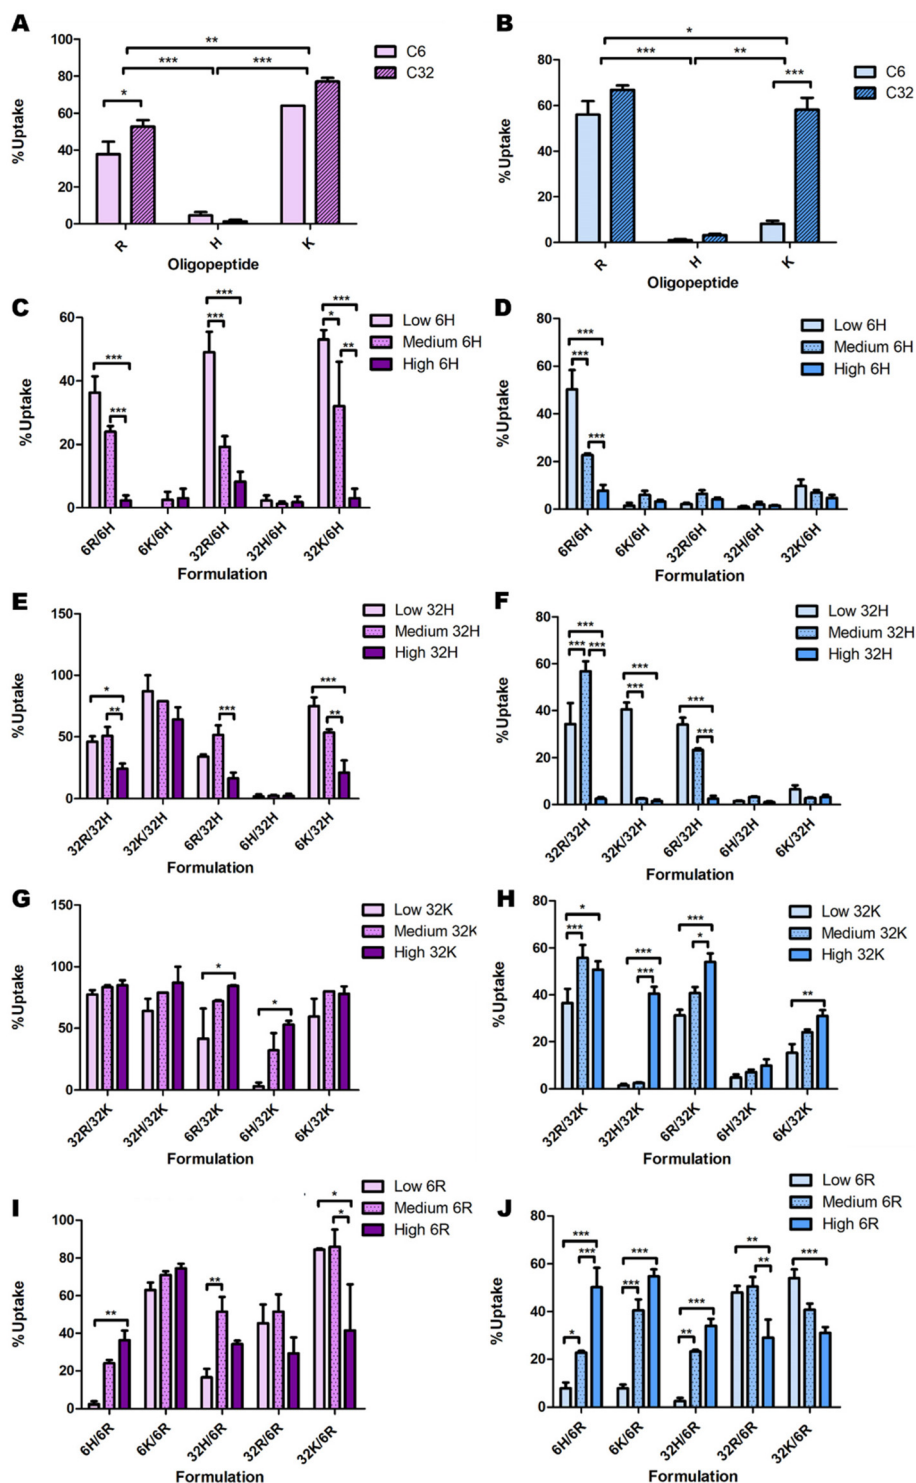 A
**
***
***
*
C6
C32
100
80
60
40
20
0
%Uptake
R
H
K
Oligopeptide
B
*
***
**
***
C6
C32
80
60
40
20
0
%Uptake
R
H
K
Oligopeptide
C
***
***
***
***
***
*
**
Low 6H
Medium 6H
High 6H
60
40
20
0
%Uptake
6R/6H
6K/6H
32R/6H
32H/6H
32K/6H
Formulation
D
***
***
***
Low 6H
Medium 6H
High 6H
80
60
40
20
0
%Uptake
6R/6H
6K/6H
32R/6H
32H/6H
32K/6H
Formulation
E
*
**
***
***
**
Low 32H
Medium 32H
High 32H
150
100
50
0
%Uptake
32R/32H
32K/32H
6R/32H
6H/32H
6K/32H
Formulation
F
***
***
***
***
***
***
***
Low 32H
Medium 32H
High 32H
80
60
40
20
0
%Uptake
32R/32H
32K/32H
6R/32H
6H/32H
6K/32H
Formulation
G
*
*
Low 32K
Medium 32K
High 32K
150
100
50
0
%Uptake
32R/32K
32H/32K
6R/32K
6H/32K
6K/32K
Formulation
H
*
***
***
***
***
*
**
Low 32K
Medium 32K
High 32K
80
60
40
20
0
%Uptake
32R/32K
32H/32K
6R/32K
6H/32K
6K/32K
Formulation
I
**
**
*
*
Low 6R
Medium 6R
High 6R
100
80
60
40
20
0
%Uptake
6H/6R
6K/6R
32H/6R
32R/6R
32K/6R
Formulation
J
***
***
*
***
***
***
**
**
**
***
Low 6R
Medium 6R
High 6R
80
60
40
20
0
%Uptake
6H/6R
6K/6R
32H/6R
32R/6R
32K/6R
Formulation